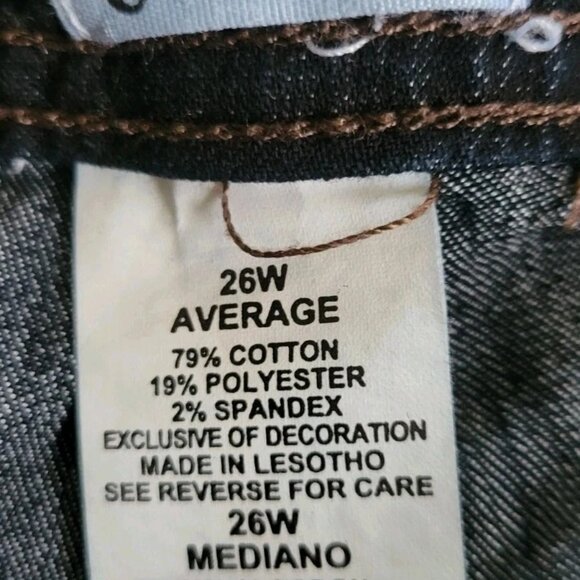 26W
AVERAGE
79% COTTON
19% POLYESTER
2% SPANDEX
EXCLUSIVE OF DECORATION
MADE IN LESOTHO
SEE REVERSE FOR CARE
26W
MEDIANO